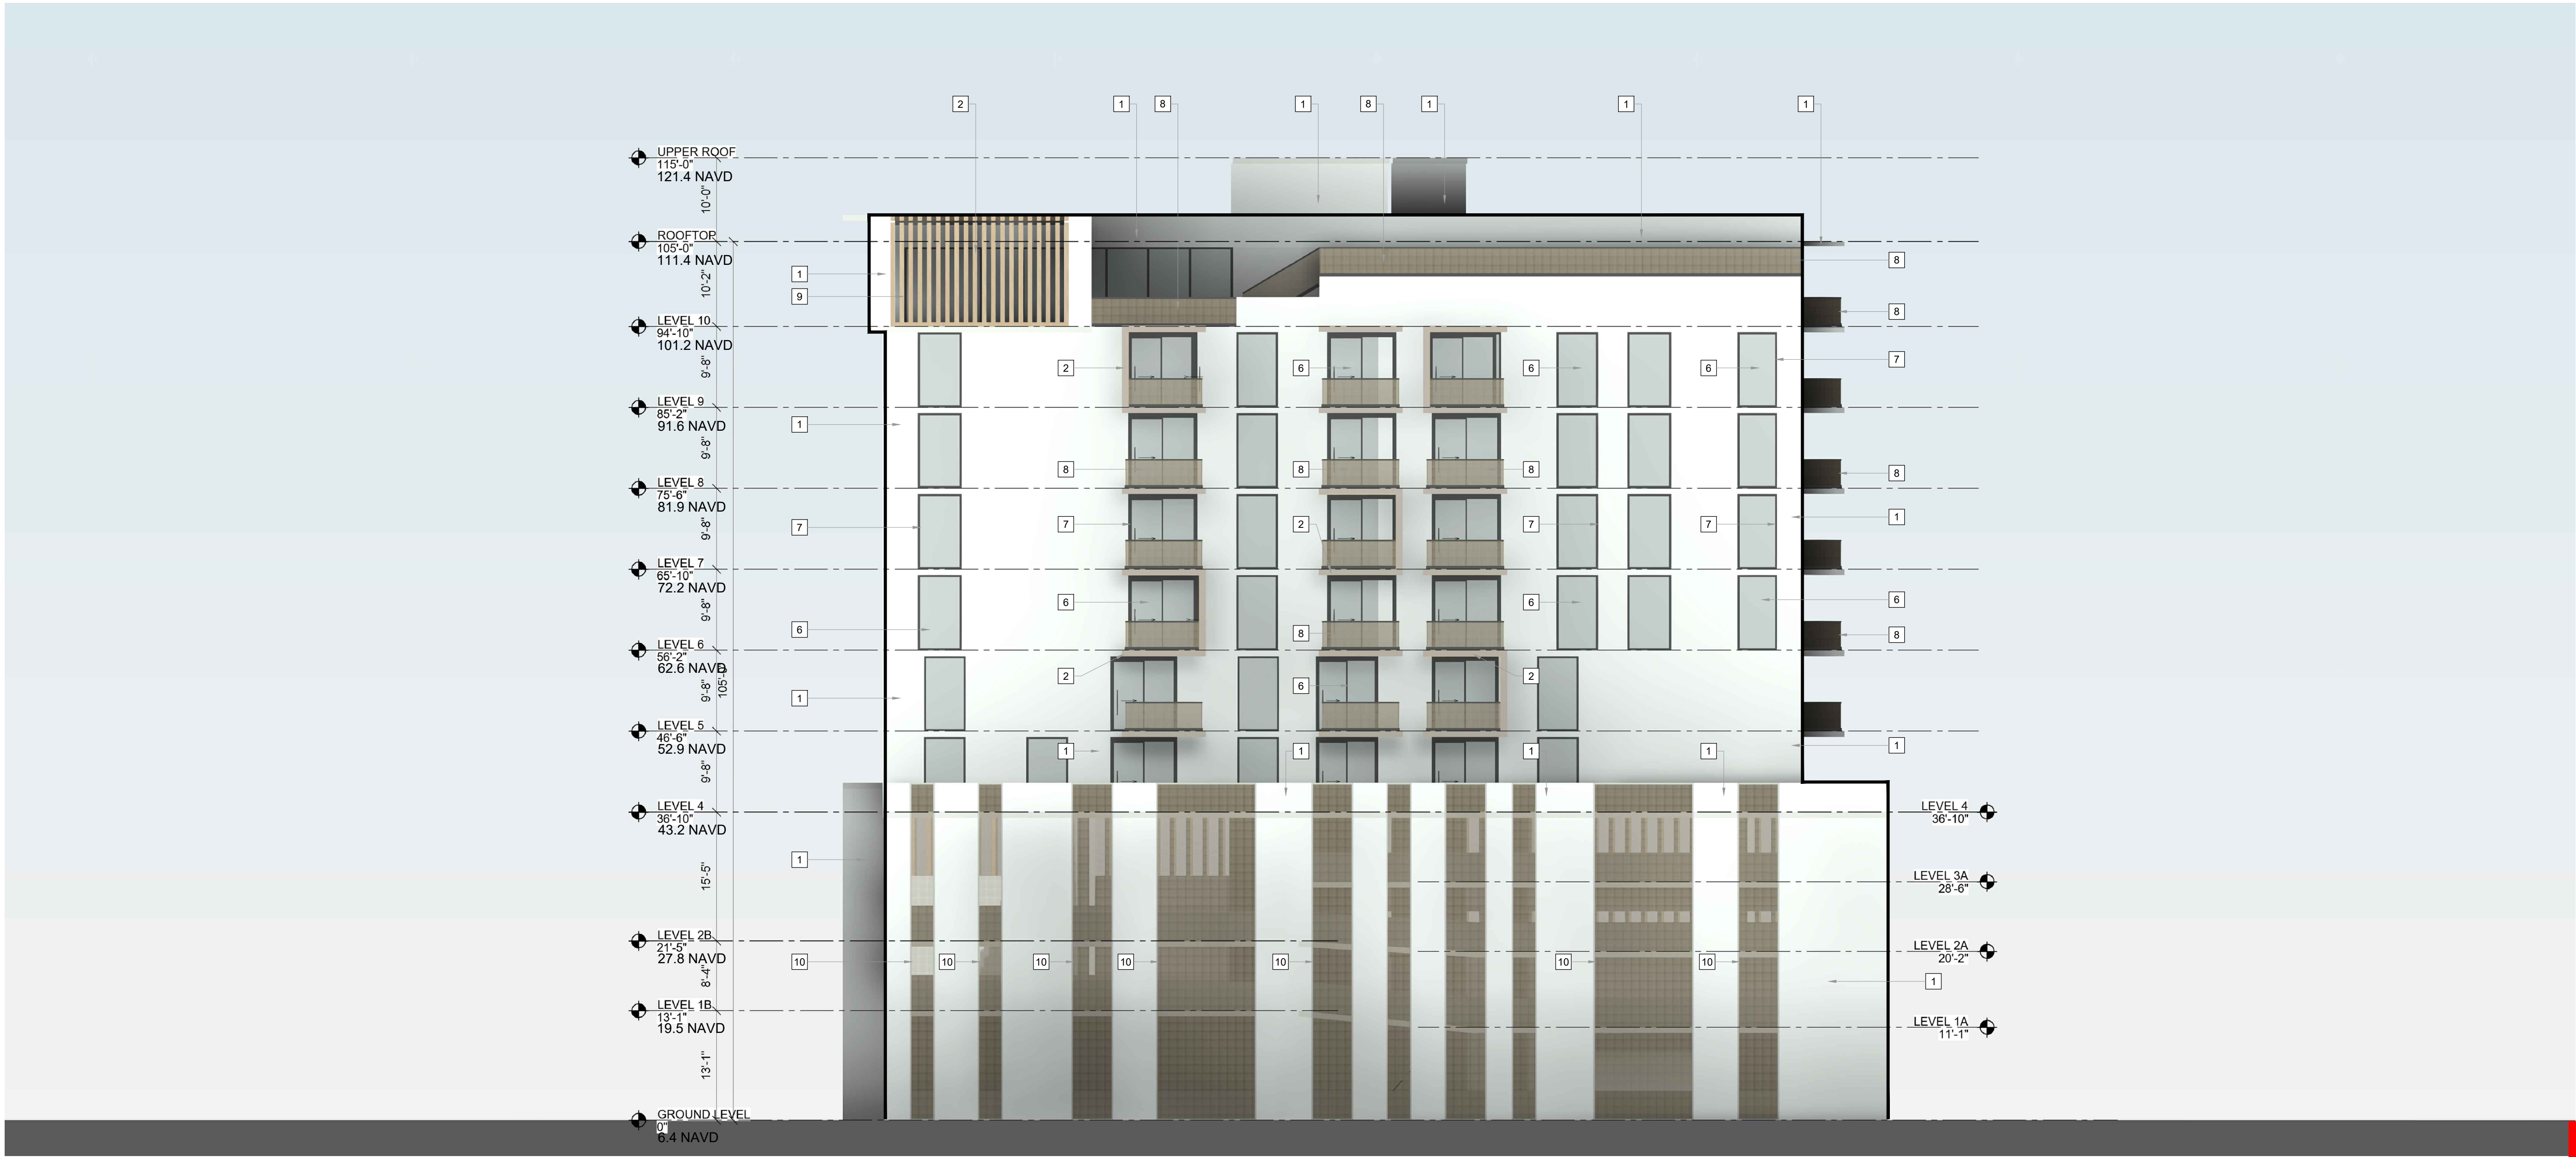 2
1
8
1
8
1
1
1
UPPER ROOF
115'-0"
121.4 NAVD
10'-0"
ROOFTOP
105'-0"
111.4 NAVD
8
1
10'-2"
9
8
LEVEL 10
94'-10"
101.2 NAVD
7
9'-8"
2
6
6
6
LEVEL 9
85'-2"
91.6 NAVD
1
9'-8"
8
8
8
8
LEVEL 8
75'-6"
81.9 NAVD
1
7
9'-8"
7
2
7
7
LEVEL 7
65'-10"
72.2 NAVD
6
9'-8"
6
6
6
8
8
LEVEL 6
56'-2"
62.6 NAVD
2
2
6
9'-8"
105'-0"
1
LEVEL 5
46'-6"
52.9 NAVD
1
1
1
1
1
9'-8"
LEVEL 4
36'-10"
43.2 NAVD
LEVEL 4
36'-10"
1
15'-5"
LEVEL 3A
28'-6"
LEVEL 2B
21'-5"
27.8 NAVD
LEVEL 2A
20'-2"
10
10
10
10
10
10
10
8'-4"
1
LEVEL 1B
13'-1"
19.5 NAVD
LEVEL 1A
11'-1"
13'-1"
GROUND LEVEL
0"
6.4 NAVD